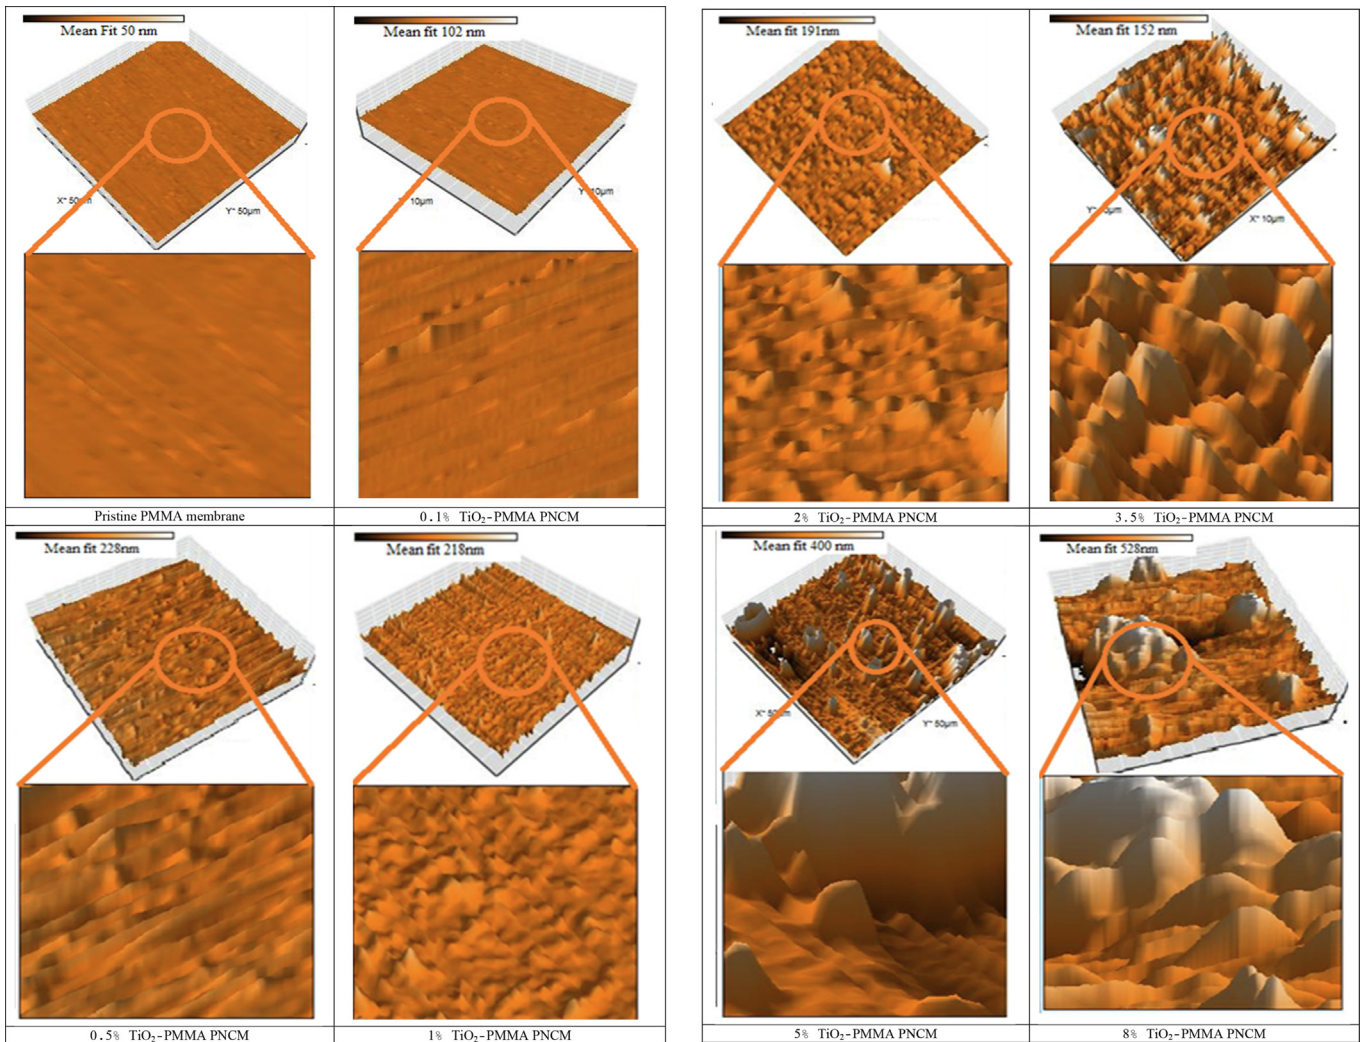 Mean Fit 50 nm
X* 50µm
Y* 50µm
Pristine PMMA membrane
Mean fit 102 nm
10µm
10µm
0.1% TiO₂-PMMA PNCM
Mean fit 228nm
0.5% TiO₂-PMMA PNCM
Mean fit 218nm
1% TiO₂-PMMA PNCM
Mean fit 191nm
2% TiO₂-PMMA PNCM
Mean fit 152 nm
X* 10µm
3.5% TiO₂-PMMA PNCM
Mean fit 400 nm
Y* 50µm
5% TiO₂-PMMA PNCM
Mean fit 528nm
8% TiO₂-PMMA PNCM